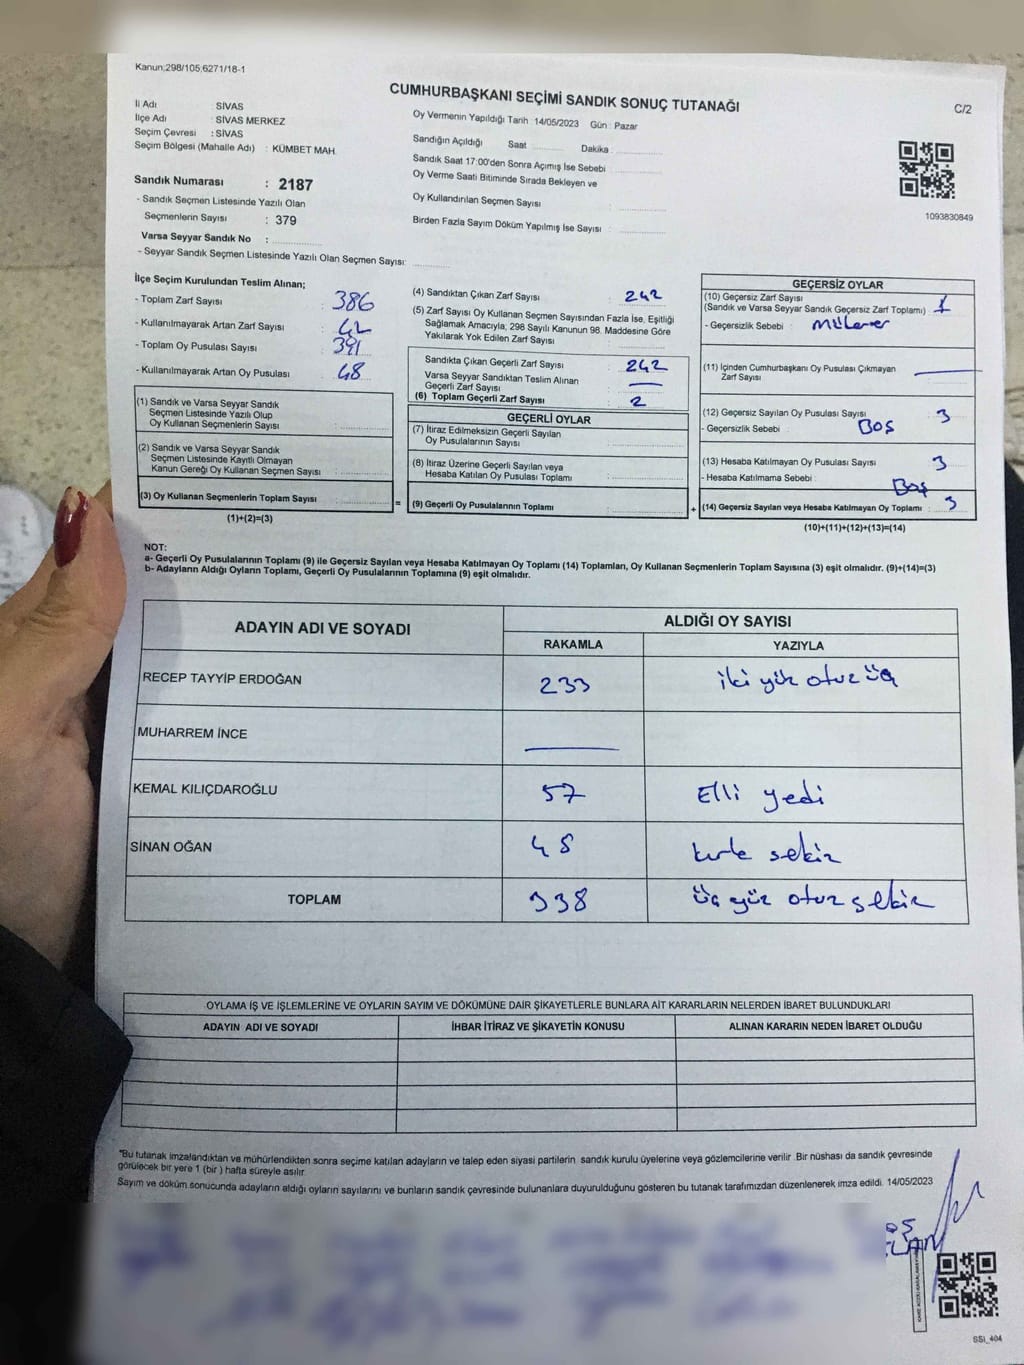 Kanun:298/105,6271/18-1
CUMHURBAŞKANI SEÇİMİ SANDIK SONUÇ TUTANAĞI
C/2
İl Adı : SİVAS
İlçe Adı : SİVAS MERKEZ
Seçim Çevresi : SİVAS
Seçim Bölgesi (Mahalle Adı) : KÜMBET MAH.
Sandık Numarası : 2187
- Sandık Seçmen Listesinde Yazılı Olan
Seçmenlerin Sayısı : 379
Varsa Seyyar Sandık No :
- Seyyar Sandık Seçmen Listesinde Yazılı Olan Seçmen Sayısı:
Oy Vermenin Yapıldığı Tarih 14/05/2023 Gün : Pazar
Sandığın Açıldığı Saat Dakika :
Sandık Saat 17:00'den Sonra Açımış İse Sebebi
Oy Verme Saati Bitiminde Sırada Bekleyen ve
Oy Kullandırılan Seçmen Sayısı :
Birden Fazla Sayım Döküm Yapılmış İse Sayısı :
1093830849
İlçe Seçim Kurulundan Teslim Alınan;
- Toplam Zarf Sayısı : 386
- Kullanılmayarak Artan Zarf Sayısı : 42
- Toplam Oy Pusulası Sayısı : 391
- Kullanılmayarak Artan Oy Pusulası : 48
(1) Sandık ve Varsa Seyyar Sandık
Seçmen Listesinde Yazılı Olup
Oy Kullanan Seçmenlerin Sayısı :
(2) Sandık ve Varsa Seyyar Sandık
Seçmen Listesinde Kayıtlı Olmayan
Kanun Gereği Oy Kullanan Seçmen Sayısı :
(3) Oy Kullanan Seçmenlerin Toplam Sayısı : =
(1)+(2)=(3)
(4) Sandıktan Çıkan Zarf Sayısı : 242
(5) Zarf Sayısı Oy Kullanan Seçmen Sayısından Fazla İse, Eşitliği
Sağlamak Amacıyla; 298 Sayılı Kanunun 98. Maddesine Göre
Yakılarak Yok Edilen Zarf Sayısı
Sandıkta Çıkan Geçerli Zarf Sayısı : 242
Varsa Seyyar Sandıktan Teslim Alınan
Geçerli Zarf Sayısı :
(6) Toplam Geçerli Zarf Sayısı : 2
GEÇERLİ OYLAR
(7) İtiraz Edilmeksizin Geçerli Sayılan
Oy Pusulalarının Sayısı :
(8) İtiraz Üzerine Geçerli Sayılan veya
Hesaba Katılan Oy Pusulası Toplamı :
(9) Geçerli Oy Pusulalarının Toplamı : +
GEÇERSİZ OYLAR
(10) Geçersiz Zarf Sayısı
(Sandık ve Varsa Seyyar Sandık Geçersiz Zarf Toplamı) : 1
- Geçersizlik Sebebi :
(11) İçinden Cumhurbaşkanı Oy Pusulası Çıkmayan
Zarf Sayısı
(12) Geçersiz Sayılan Oy Pusulası Sayısı 3
- Geçersizlik Sebebi : BOŞ
(13) Hesaba Katılmayan Oy Pusulası Sayısı 3
- Hesaba Katılmama Sebebi : Boş
(14) Geçersiz Sayılan veya Hesaba Katılmayan Oy Toplamı : 3
(10)+(11)+(12)+(13)=(14)
NOT:
a- Geçerli Oy Pusulalarının Toplamı (9) ile Geçersiz Sayılan veya Hesaba Katılmayan Oy Toplamı (14) Toplamları, Oy Kullanan Seçmenlerin Toplam Sayısına (3) eşit olmalıdır. (9)+(14)=(3)
b- Adayların Aldığı Oyların Toplamı, Geçerli Oy Pusulalarının Toplamına (9) eşit olmalıdır.
ADAYIN ADI VE SOYADI
ALDIĞI OY SAYISI
RAKAMLA YAZIYLA
RECEP TAYYİP ERDOĞAN 233 iki yüz otuz üç
MUHARREM İNCE
KEMAL KILIÇDAROĞLU 57 Elli yedi
SİNAN OĞAN 48 kırk sekiz
TOPLAM 338 üç yüz otuz sekiz
OYLAMA İŞ VE İŞLEMLERİNE VE OYLARIN SAYIM VE DÖKÜMÜNE DAİR ŞİKAYETLERLE BUNLARA AİT KARARLARIN NELERDEN İBARET BULUNDUKLARI
ADAYIN ADI VE SOYADI İHBAR İTİRAZ VE ŞİKAYETİN KONUSU ALINAN KARARIN NEDEN İBARET OLDUĞU
"Bu tutanak imzalandıktan ve mühürlendikten sonra seçime katılan adayların ve talep eden siyasi partilerin sandık kurulu üyelerine veya gözlemcilerine verilir. Bir nüshası da sandık çevresinde
görülecek bir yere 1 (bir) hafta süreyle asılır.
Sayım ve döküm sonucunda adayların aldığı oyların sayılarını ve bunların sandık çevresinde bulunanlara duyurulduğunu gösteren bu tutanak tarafımızdan düzenlenerek imza edildi. 14/05/2023
SSİ_404